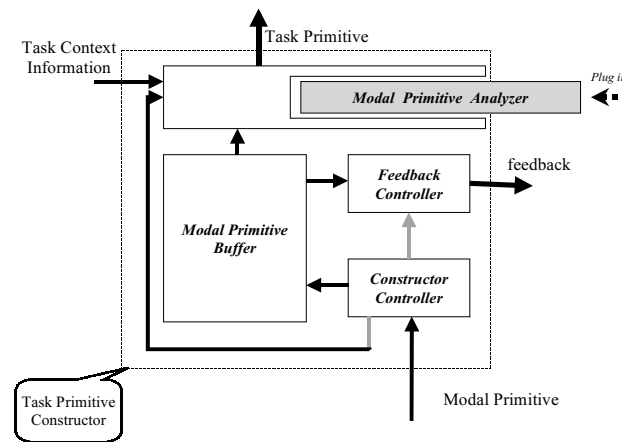 Task Primitive
Task Context
Information
Modal Primitive Analyzer
Plug
feedback
Feedback
Controller
Modal Primitive
Buffer
Constructor
Controller
Task Primitive
Constructor
Modal Primitive